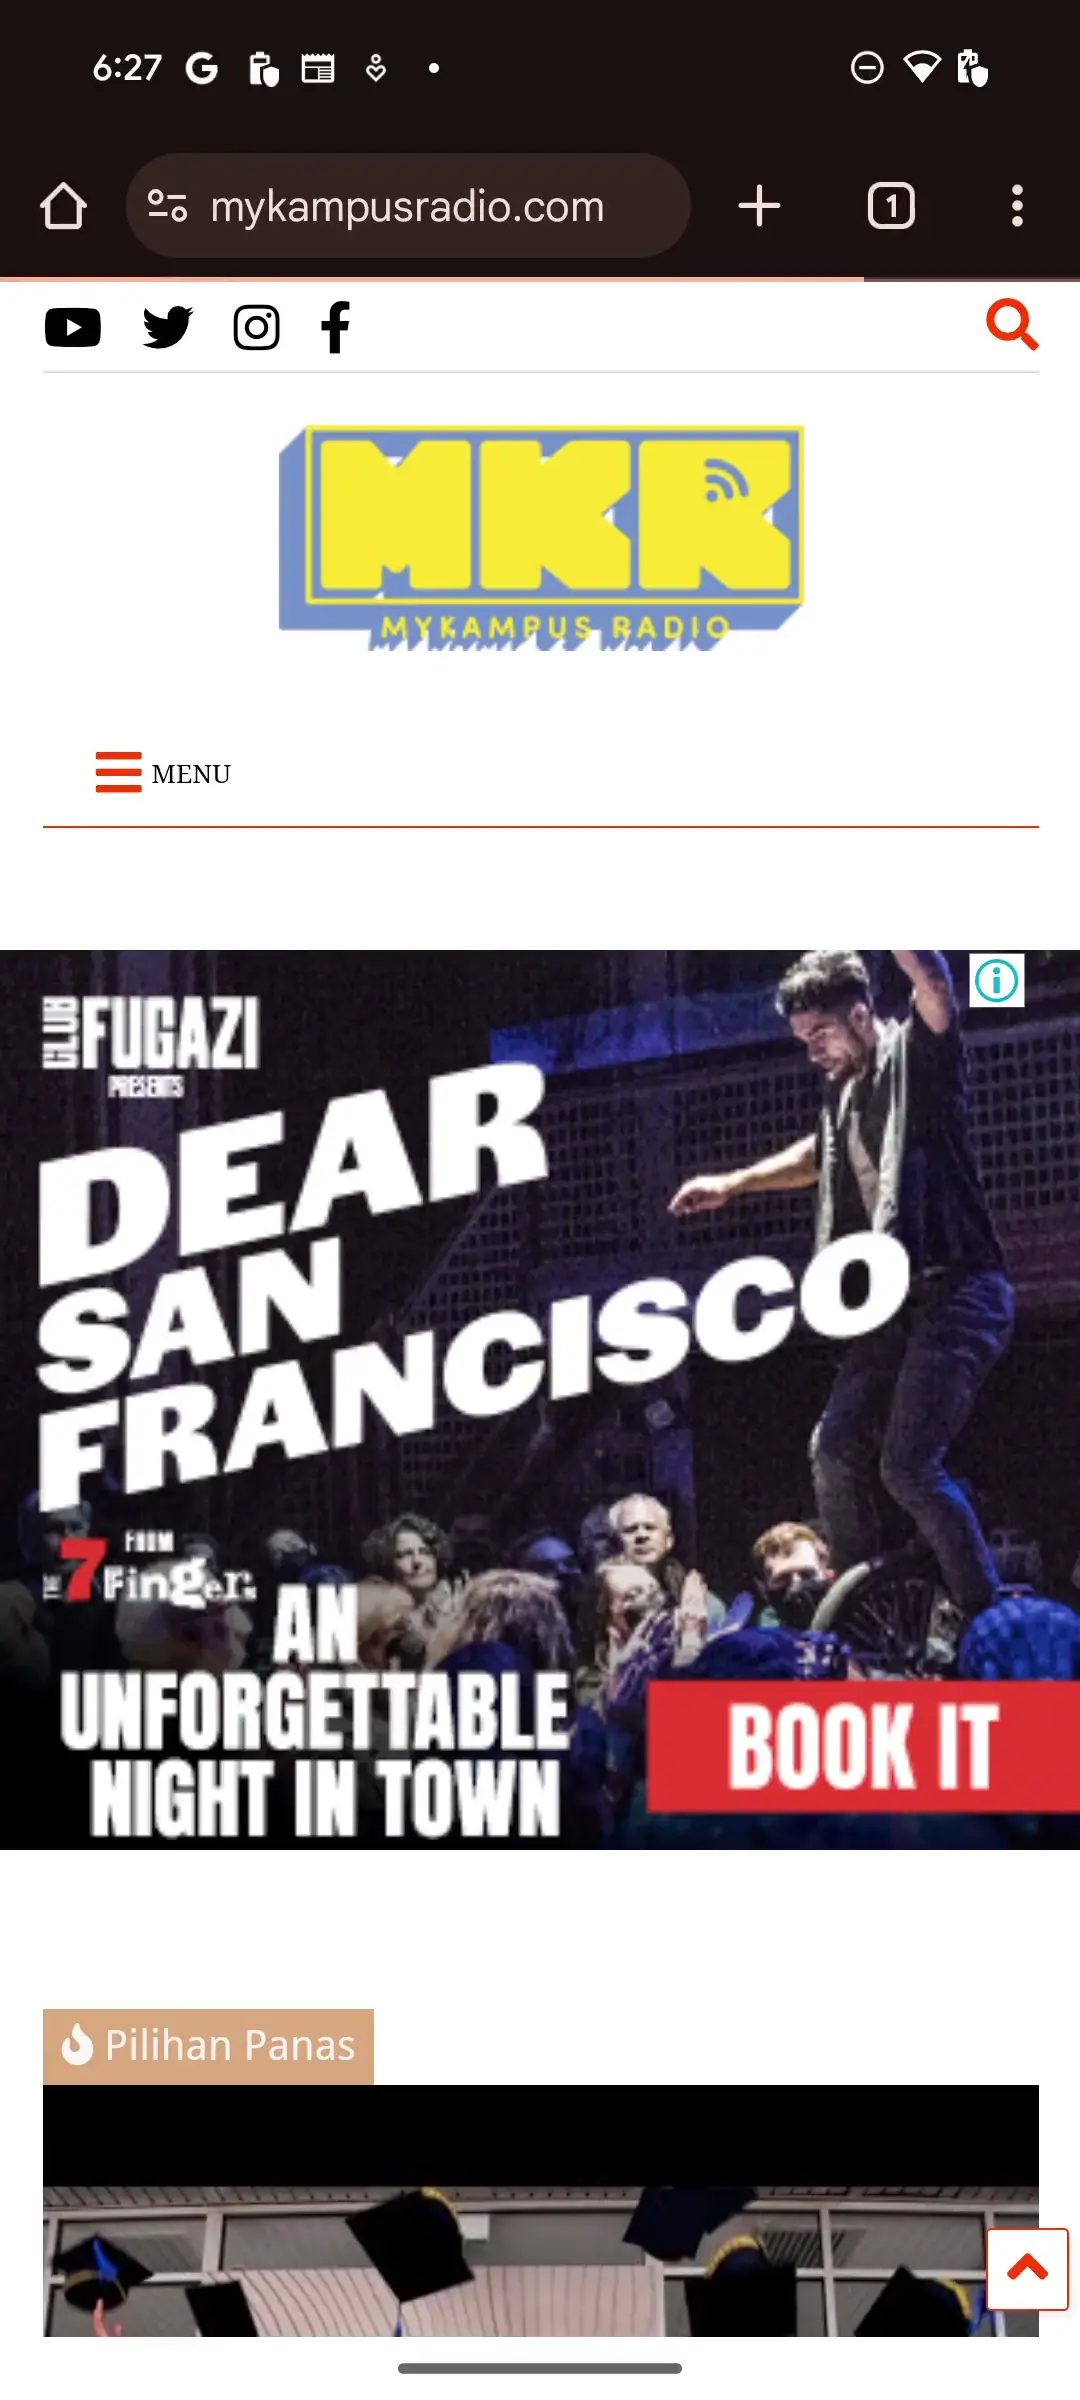 6:27
mykampusradio.com
1
MKR
MYKAMPUS RADIO
MENU
CLUB FUGAZI
PRESENTS
DEAR
SAN
FRANCISCO
FROM
THE 7 Fingers
AN
UNFORGETTABLE
NIGHT IN TOWN
BOOK IT
Pilihan Panas